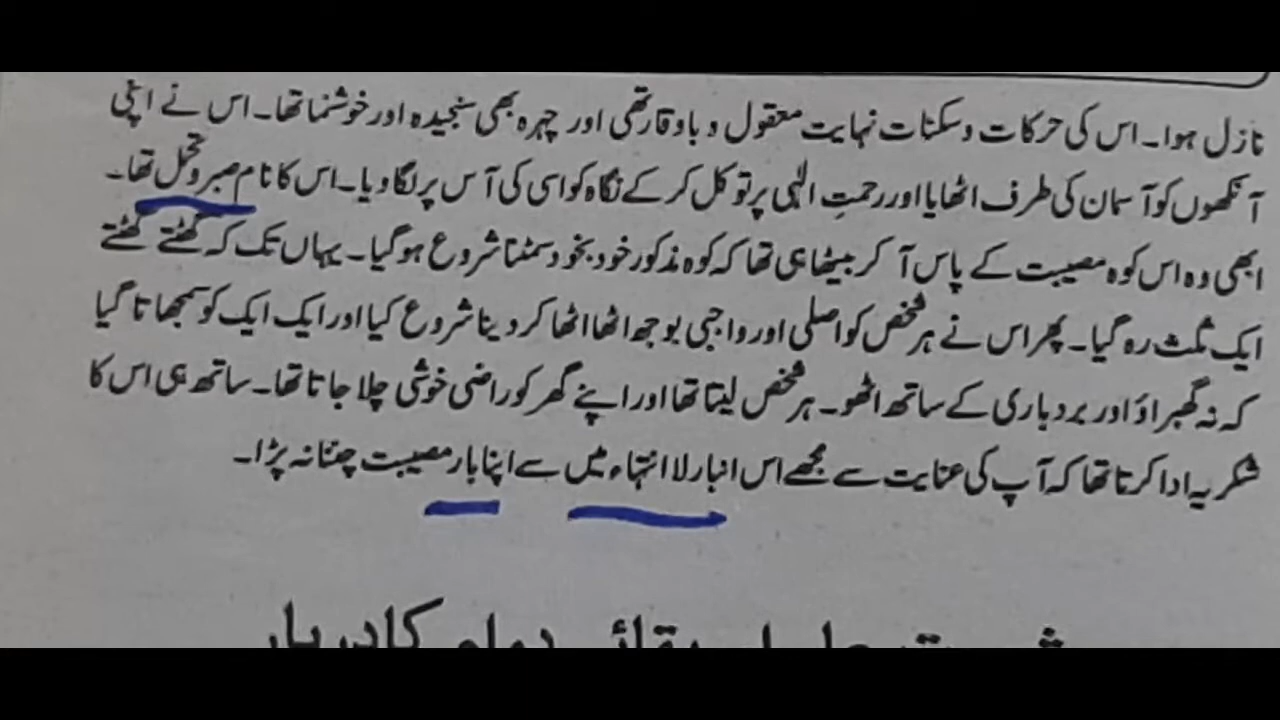 نازل ہوا۔ اس کی حرکات و سکنات نہایت معقول و باوقار تھی اور چہرہ بھی سنجیدہ اور خوشنما تھا۔ اس نے اپنی
آنکھوں کو آسمان کی طرف اٹھایا اور رحمتِ الٰہی پر توکل کر کے نگاہ کو اسی کی آس پر لگا دیا۔ اس کا نام صبر و تحمل تھا۔
ابھی وہ اس کوہ مصیبت کے پاس آ کر بیٹھا ہی تھا کہ کوہ مذکور خود بخود سمٹنا شروع ہو گیا۔ یہاں تک کہ گھٹتے گھٹتے
ایک ثلث رہ گیا۔ پھر اس نے ہر شخص کو اصلی اور واجبی بوجھ اٹھا اٹھا کر دینا شروع کیا اور ایک ایک کو سمجھاتا گیا
کہ نہ گھبراؤ اور بردباری کے ساتھ اٹھو۔ ہر شخص لیتا تھا اور اپنے گھر کو راضی خوشی چلا جاتا تھا۔ ساتھ ہی اس کا
شکریہ ادا کرتا تھا کہ آپ کی عنایت سے مجھے اس انبار لا انتہاء میں سے اپنا بار مصیبت چننا نہ پڑا۔